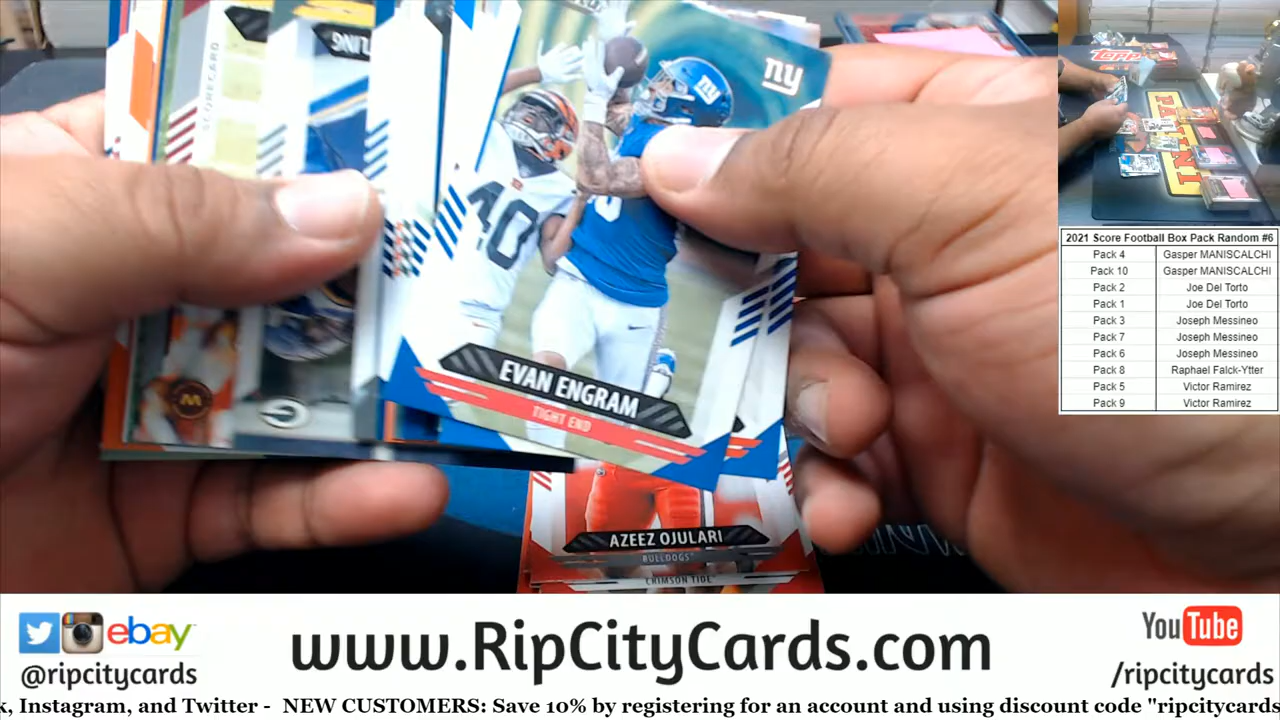 SCORECARD
ny
ny
40
EVAN ENGRAM
TIGHT END
AZEEZ OJULARI
BULLDOGS
CRIMSON TIDE
W
G
Topps
PANINI
2021 Score Football Box Pack Random #6
Pack 4 Gasper MANISCALCHI
Pack 10 Gasper MANISCALCHI
Pack 2 Joe Del Torto
Pack 1 Joe Del Torto
Pack 3 Joseph Messineo
Pack 7 Joseph Messineo
Pack 6 Joseph Messineo
Pack 8 Raphael Falck-Ytter
Pack 5 Victor Ramirez
Pack 9 Victor Ramirez
ebay
@ripcitycards
www.RipCityCards.com
YouTube
/ripcitycards
k, Instagram, and Twitter - NEW CUSTOMERS: Save 10% by registering for an account and using discount code "ripcitycards